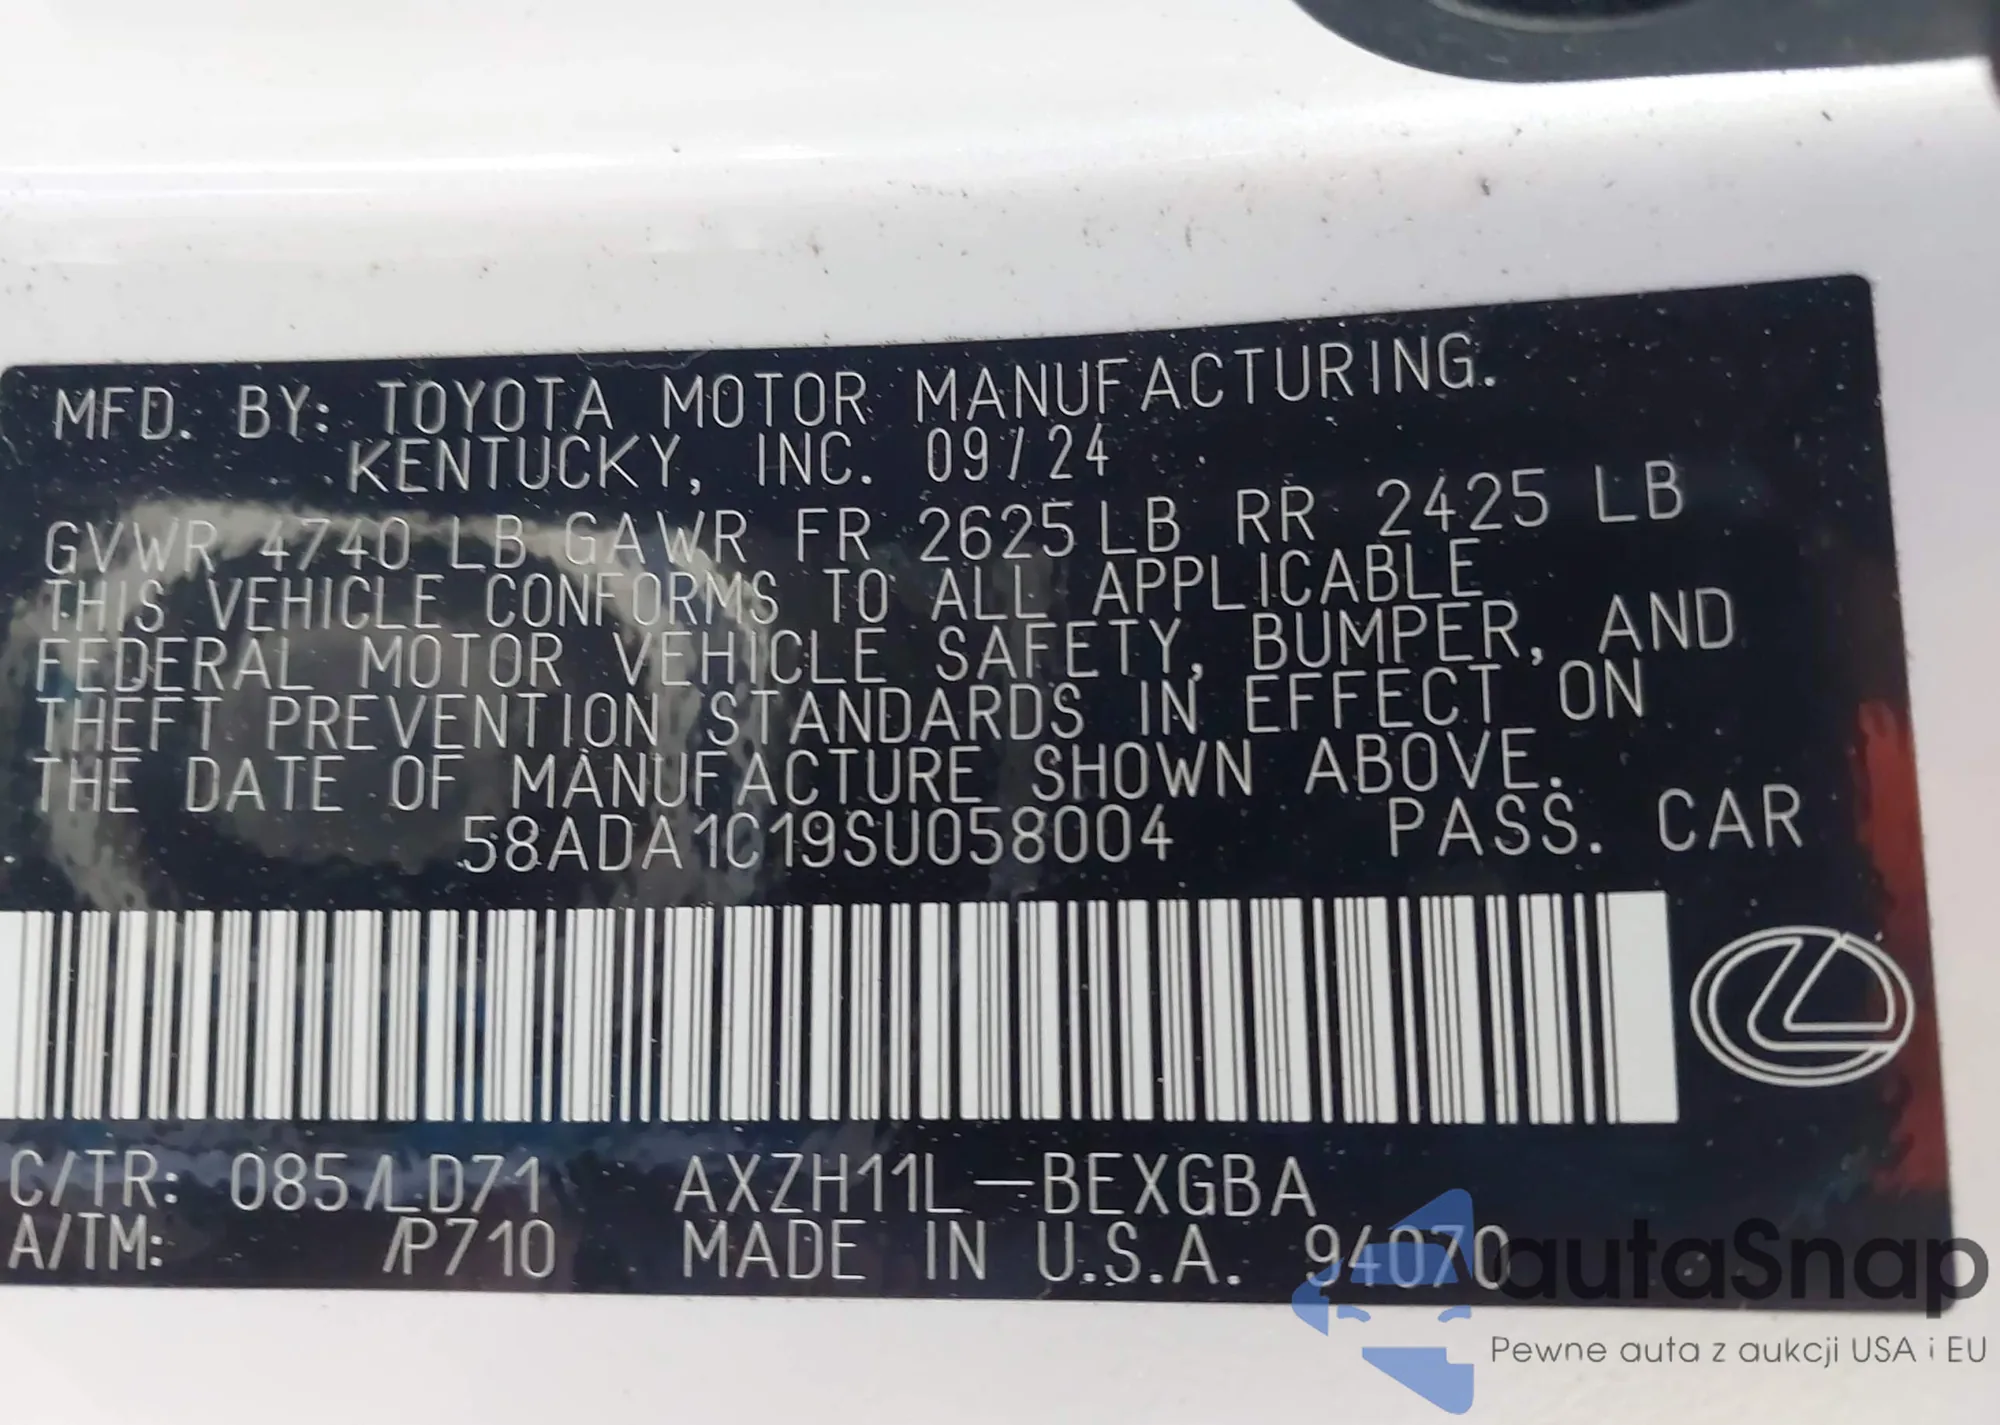 MFD. BY: TOYOTA MOTOR MANUFACTURING.
KENTUCKY, INC. 09/24
GVWR 4740 LB GAWR FR 2625 LB RR 2425 LB
THIS VEHICLE CONFORMS TO ALL APPLICABLE
FEDERAL MOTOR VEHICLE SAFETY, BUMPER, AND
THEFT PREVENTION STANDARDS IN EFFECT ON
THE DATE OF MANUFACTURE SHOWN ABOVE.
58ADA1C19SU058004 PASS. CAR
C/TR: 085/LD71 AXZH11L-BEXGBA
A/TM: /P710 MADE IN U.S.A. 94070
autoSnap
Pewne auta z aukcji USA i EU